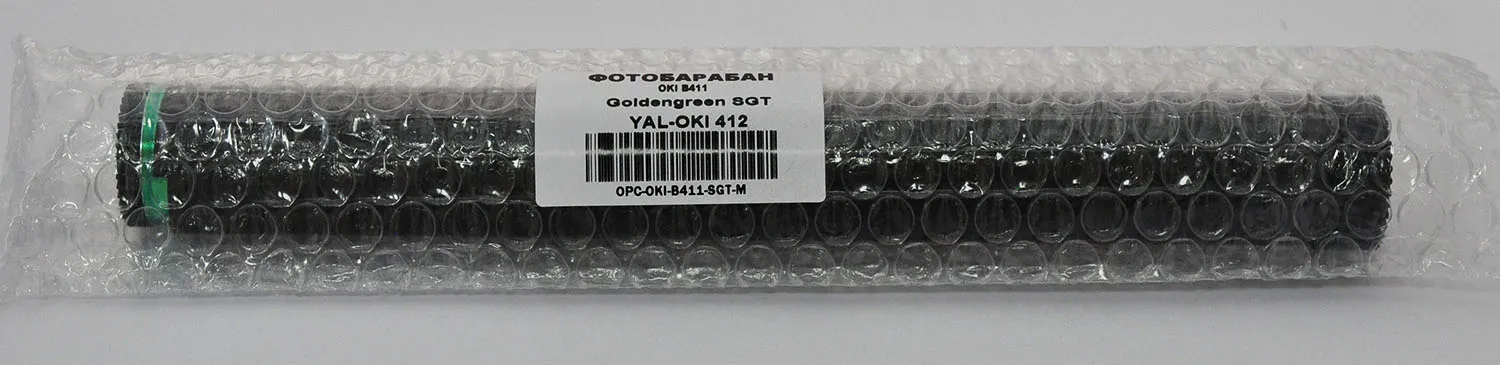 ФОТОБАРАБАН
OKI B411
Goldengreen SGT
YAL-OKI 412
OPC-OKI-B411-SGT-M